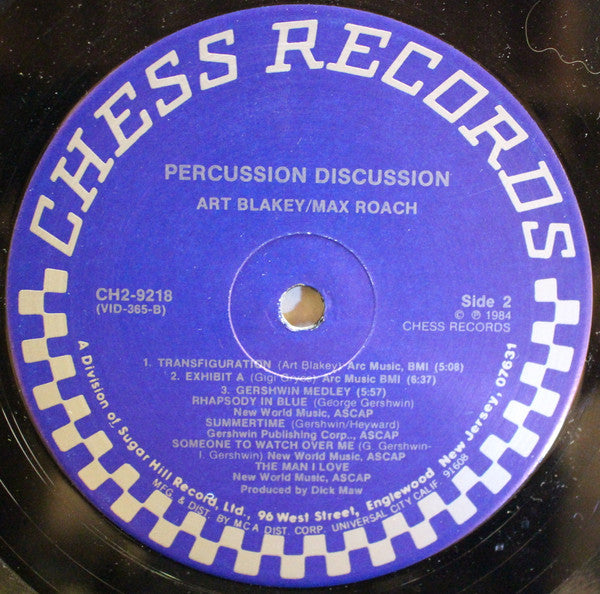 CHESS RECORDS
PERCUSSION DISCUSSION
ART BLAKEY/MAX ROACH
CH2-9218
(VID-365-B)
Side 2
© ℗ 1984
CHESS RECORDS
1. TRANSFIGURATION (Art Blakey) Arc Music, BMI (5:08)
2. EXHIBIT A (Gigi Gryce) Arc Music BMI (6:37)
3. GERSHWIN MEDLEY (5:57)
RHAPSODY IN BLUE (George Gershwin)
New World Music, ASCAP
SUMMERTIME (Gershwin/Heyward)
Gershwin Publishing Corp., ASCAP
SOMEONE TO WATCH OVER ME (G. Gershwin-
I. Gershwin) New World Music, ASCAP
THE MAN I LOVE
New World Music, ASCAP
Produced by Dick Maw
A Division of Sugar Hill Record, Ltd., 96 West Street, Englewood New Jersey, 07631
MFG. & DIST. BY MCA DIST. CORP. UNIVERSAL CITY CALIF. 91608